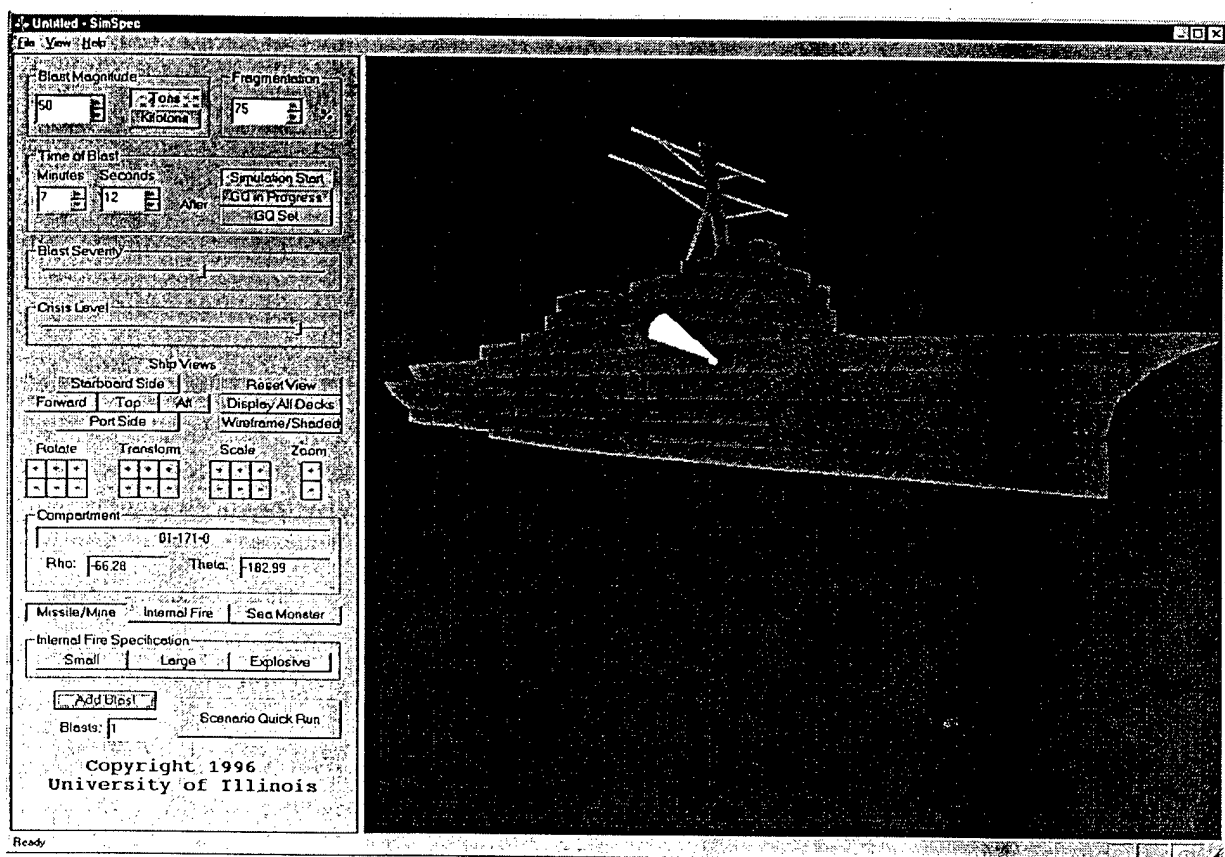 Untitled - SimSpec
File View Help
Blast Magnitude
50
Tons
Kilotons
Fragmentation
75
%
Time of Blast
Minutes Seconds
7 12 After
Simulation Start
GQ in Progress
GQ Set
Blast Severity
Crisis Level
Ship Views
Starboard Side
Forward Top Aft
Port Side
Reset View
Display All Decks
Wireframe/Shaded
Rotate Transform Scale Zoom
+ + + + + + + + + +
- - - - - - - - - -
Compartment
01-171-0
Rho: -66.28 Theta: -182.99
Missile/Mine Internal Fire Sea Monster
Internal Fire Specification
Small Large Explosive
Add Blast
Blasts: 1
Scenario Quick Run
Copyright 1996
University of Illinois
Ready